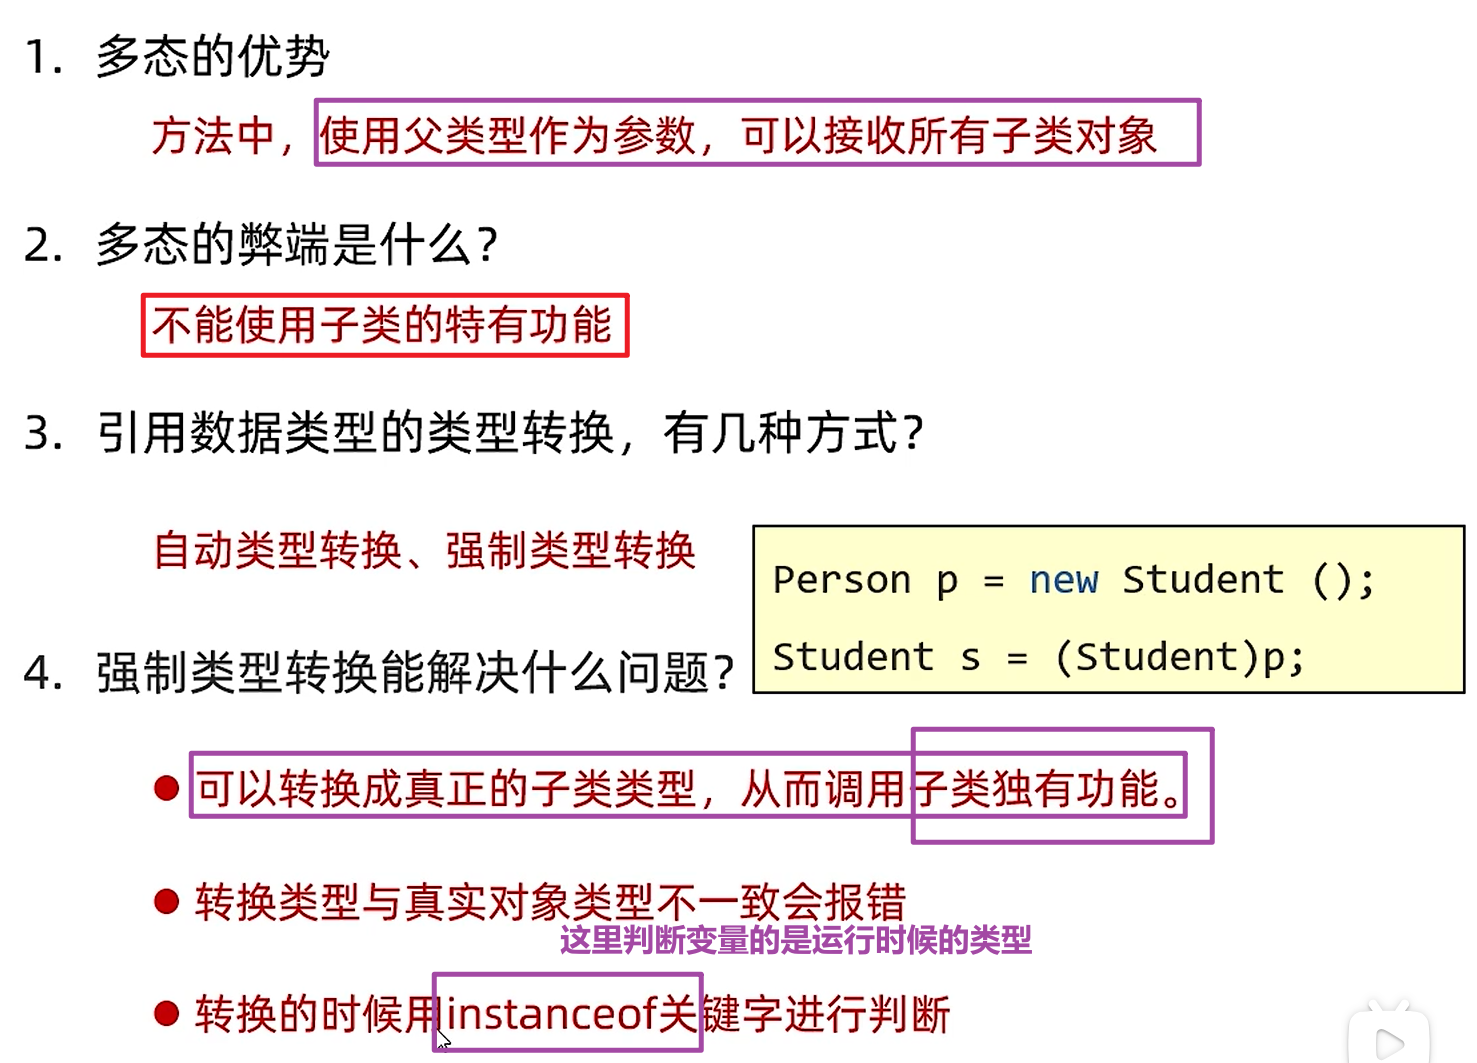 1. 多态的优势
方法中，使用父类型作为参数，可以接收所有子类对象
2. 多态的弊端是什么？
不能使用子类的特有功能
3. 引用数据类型的类型转换，有几种方式？
自动类型转换、强制类型转换
Person p = new Student ();
Student s = (Student)p;
4. 强制类型转换能解决什么问题？
● 可以转换成真正的子类类型，从而调用子类独有功能。
● 转换类型与真实对象类型不一致会报错
这里判断变量的是运行时候的类型
● 转换的时候用instanceof关键字进行判断